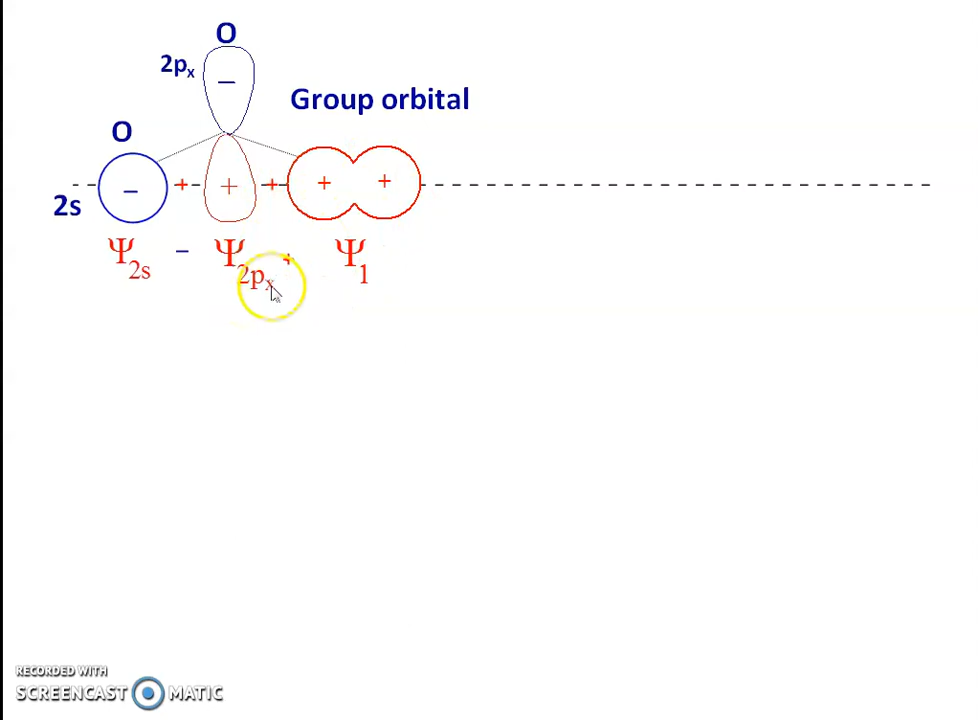 O
2pₓ
−
Group orbital
O
2s − + + + + +
Ψ2s − Ψ2pₓ + Ψ1
RECORDED WITH
SCREENCAST MATIC